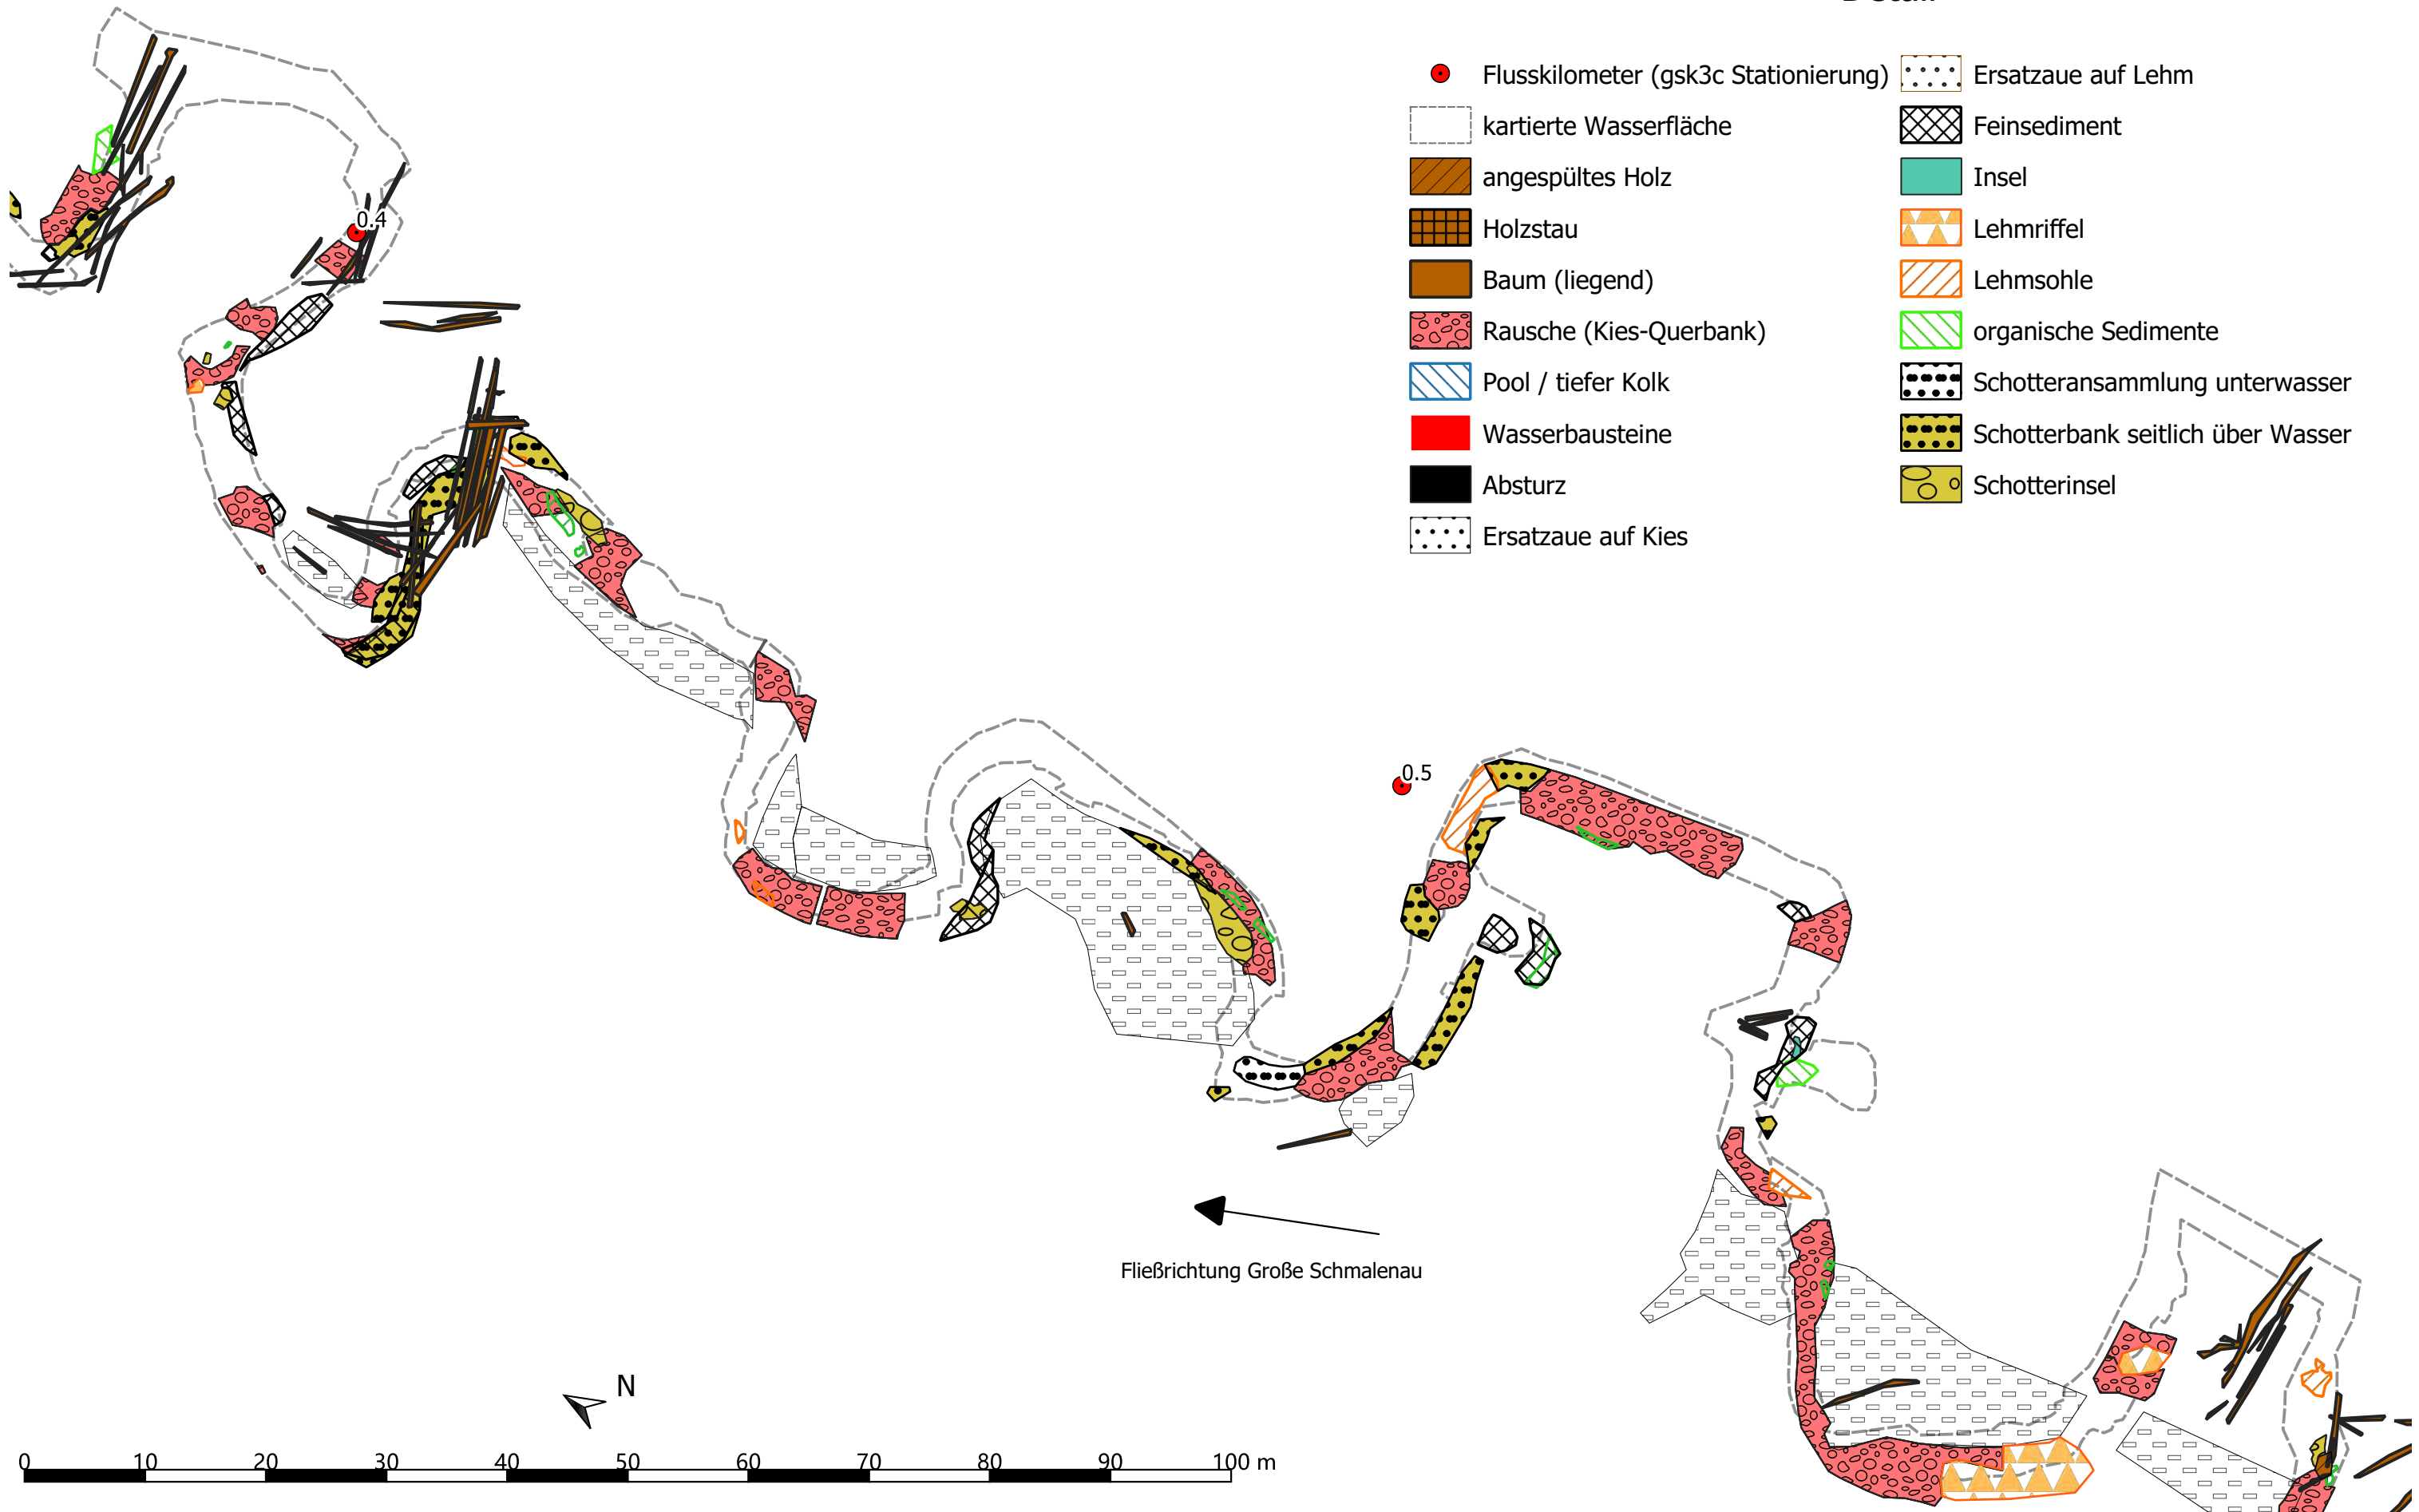 Flusskilometer (gsk3c Stationierung)
kartierte Wasserfläche
angespültes Holz
Holzstau
Baum (liegend)
Rausche (Kies-Querbank)
Pool / tiefer Kolk
Wasserbausteine
Absturz
Ersatzaue auf Kies
Ersatzaue auf Lehm
Feinsediment
Insel
Lehmriffel
Lehmsohle
organische Sedimente
Schotteransammlung unterwasser
Schotterbank seitlich über Wasser
Schotterinsel
0.4
0.5
Fließrichtung Große Schmalenau
N
0 10 20 30 40 50 60 70 80 90 100 m